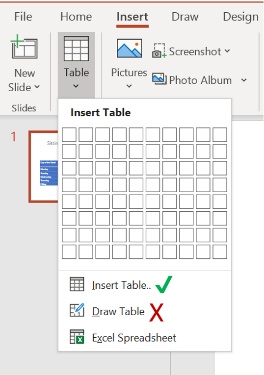 File Home Insert Draw Design
New Slide
Table
Pictures
Screenshot
Photo Album
Slides
Insert Table
1
Insert Table..
Draw Table
Excel Spreadsheet